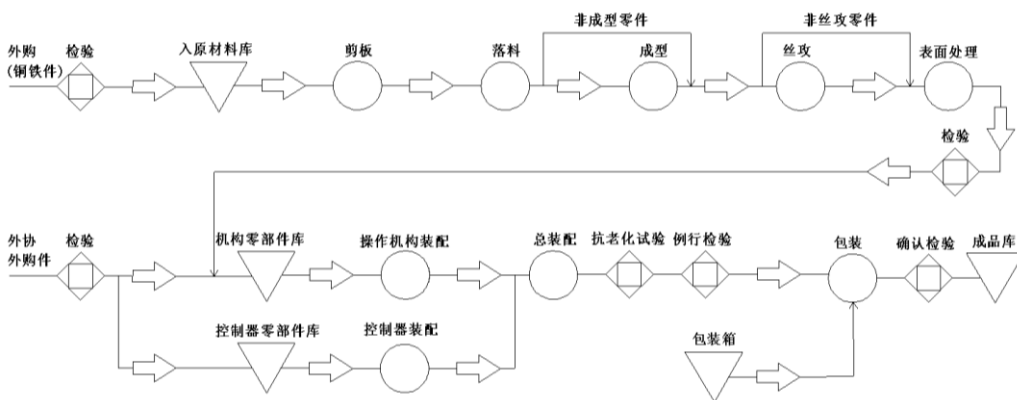 非成型零件
非丝攻零件
外购
(铜铁件)
检验
入原材料库
剪板
落料
成型
丝攻
表面处理
检验
外协
外购件
检验
机构零部件库
操作机构装配
总装配
抗老化试验
例行检验
包装
确认检验
成品库
控制器零部件库
控制器装配
包装箱